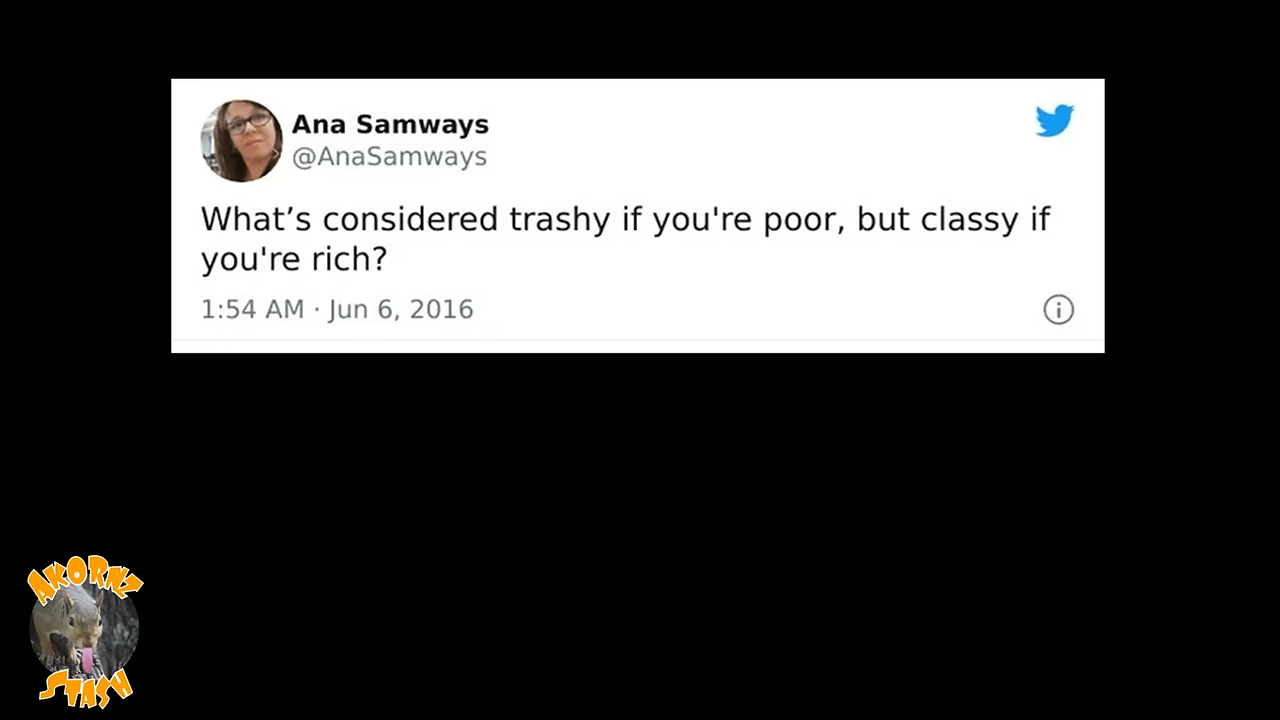 Ana Samways
@AnaSamways
What’s considered trashy if you're poor, but classy if
you're rich?
1:54 AM · Jun 6, 2016
AKORNZ
STASH